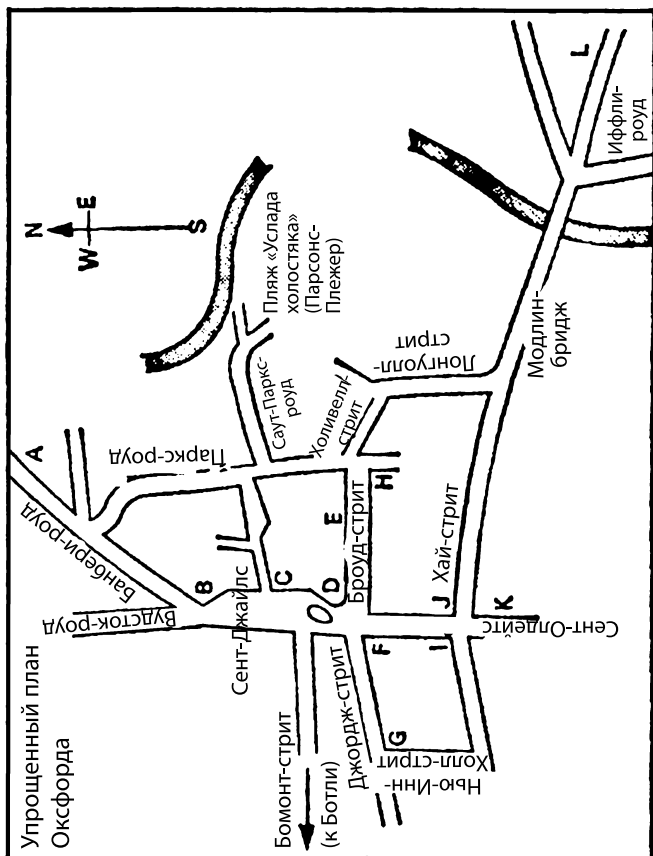 Упрощенный план
Оксфорда
N
W
E
S
A
Банбери-роуд
Вудсток-роуд
Паркс-роуд
B
Сент-Джайлс
C
D
Саут-Паркс-
роуд
Пляж «Услада
холостяка»
(Парсонс-
Плежер)
Бомонт-стрит
(к Ботли)
Джордж-стрит
Броуд-стрит
E
Холивелл-
стрит
Лонгуолл-
стрит
F
G
H
I
J
K
Нью-Инн-
Холл-стрит
Хай-стрит
Сент-Олдейтс
Модлин-
бридж
L
Иффли-
роуд